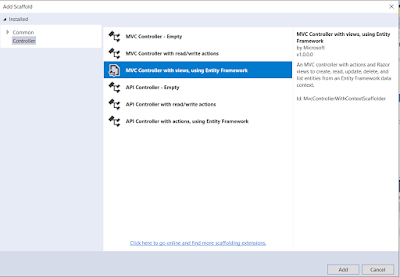 Add Scaffold
Installed
Common
Controller
MVC Controller - Empty
MVC Controller with read/write actions
MVC Controller with views, using Entity Framework
API Controller - Empty
API Controller with read/write actions
API Controller with actions, using Entity Framework
Click here to go online and find more scaffolding extensions.
MVC Controller with views, using Entity
Framework
by Microsoft
v1.0.0.0
An MVC controller with actions and Razor
views to create, read, update, delete, and
list entities from an Entity Framework data
context.
Id: MvcControllerWithContextScaffolder
Add
Cancel